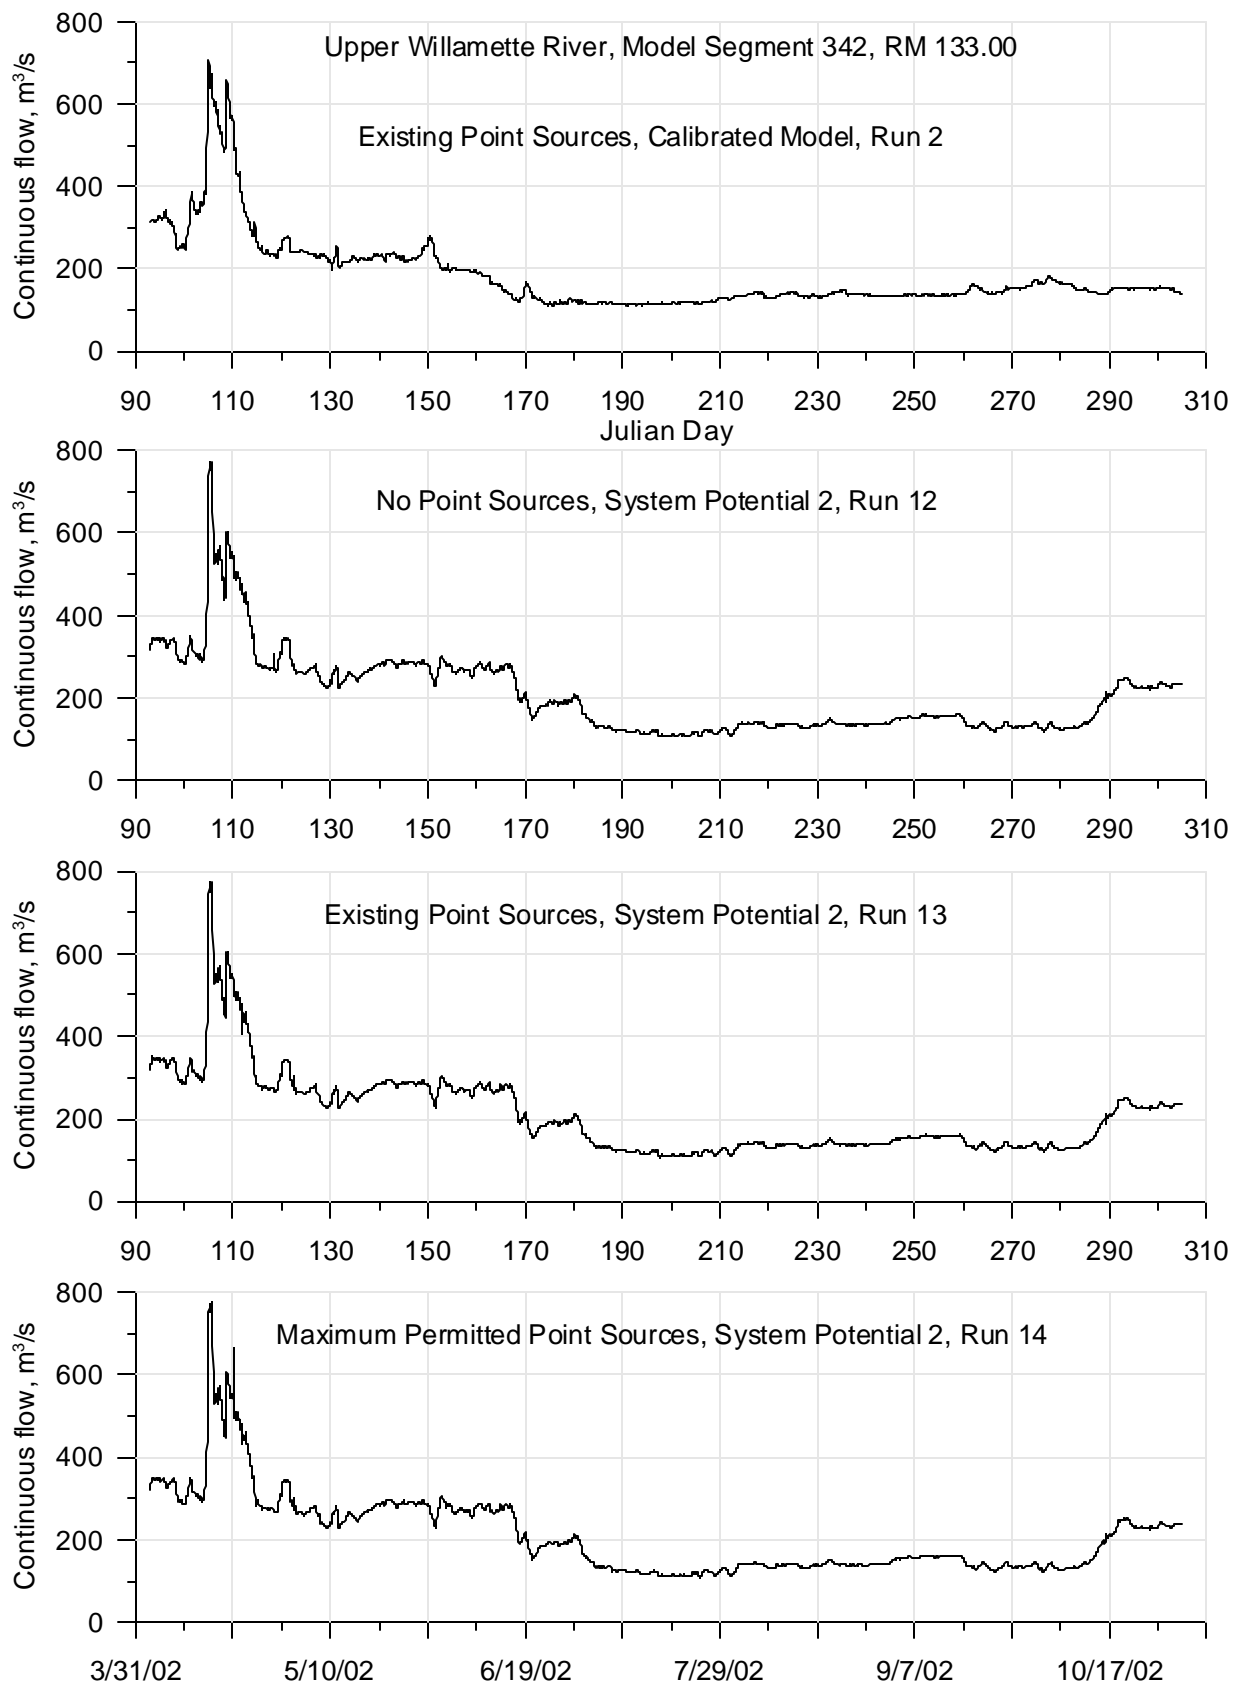 Upper Willamette River, Model Segment 342, RM 133.00
Existing Point Sources, Calibrated Model, Run 2
Continuous flow, m³/s
800
600
400
200
0
90 110 130 150 170 190 210 230 250 270 290 310
Julian Day
No Point Sources, System Potential 2, Run 12
Continuous flow, m³/s
800
600
400
200
0
90 110 130 150 170 190 210 230 250 270 290 310
Existing Point Sources, System Potential 2, Run 13
Continuous flow, m³/s
800
600
400
200
0
90 110 130 150 170 190 210 230 250 270 290 310
Maximum Permitted Point Sources, System Potential 2, Run 14
Continuous flow, m³/s
800
600
400
200
0
3/31/02 5/10/02 6/19/02 7/29/02 9/7/02 10/17/02